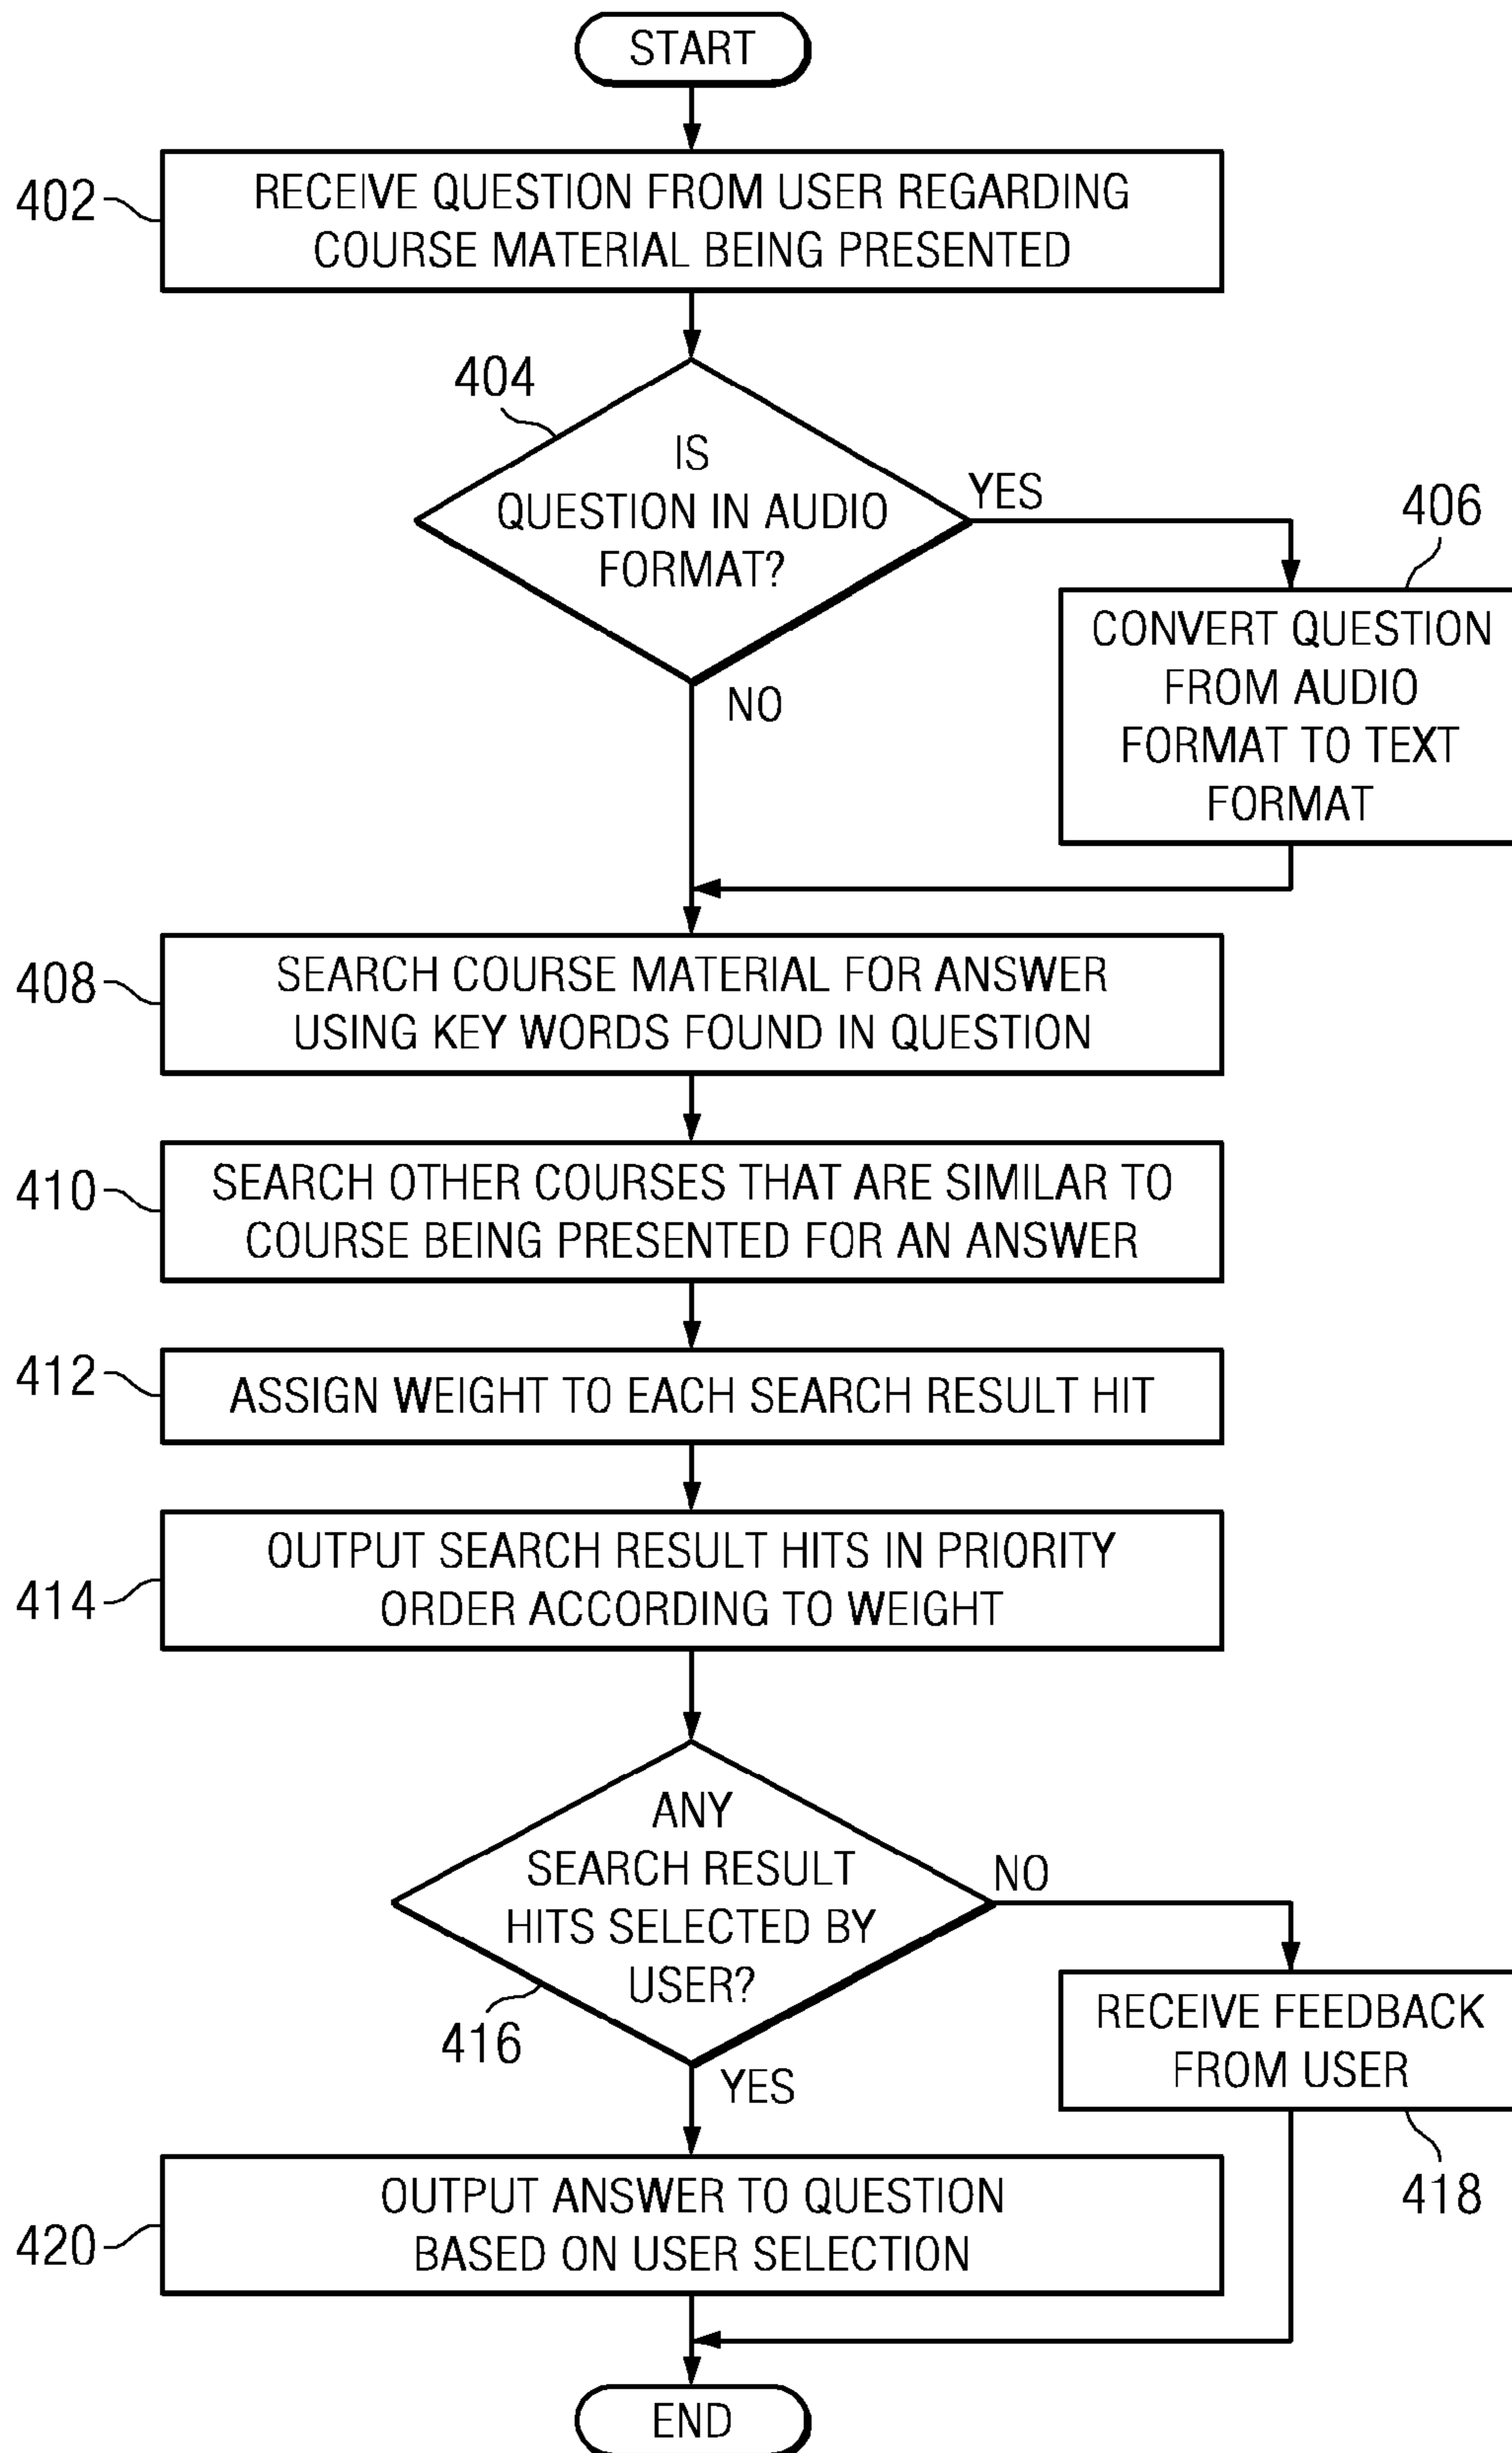 START
402
RECEIVE QUESTION FROM USER REGARDING
COURSE MATERIAL BEING PRESENTED
404
IS
QUESTION IN AUDIO
FORMAT?
YES
NO
406
CONVERT QUESTION
FROM AUDIO
FORMAT TO TEXT
FORMAT
408
SEARCH COURSE MATERIAL FOR ANSWER
USING KEY WORDS FOUND IN QUESTION
410
SEARCH OTHER COURSES THAT ARE SIMILAR TO
COURSE BEING PRESENTED FOR AN ANSWER
412
ASSIGN WEIGHT TO EACH SEARCH RESULT HIT
414
OUTPUT SEARCH RESULT HITS IN PRIORITY
ORDER ACCORDING TO WEIGHT
ANY
SEARCH RESULT
HITS SELECTED BY
USER?
416
NO
YES
RECEIVE FEEDBACK
FROM USER
418
420
OUTPUT ANSWER TO QUESTION
BASED ON USER SELECTION
END